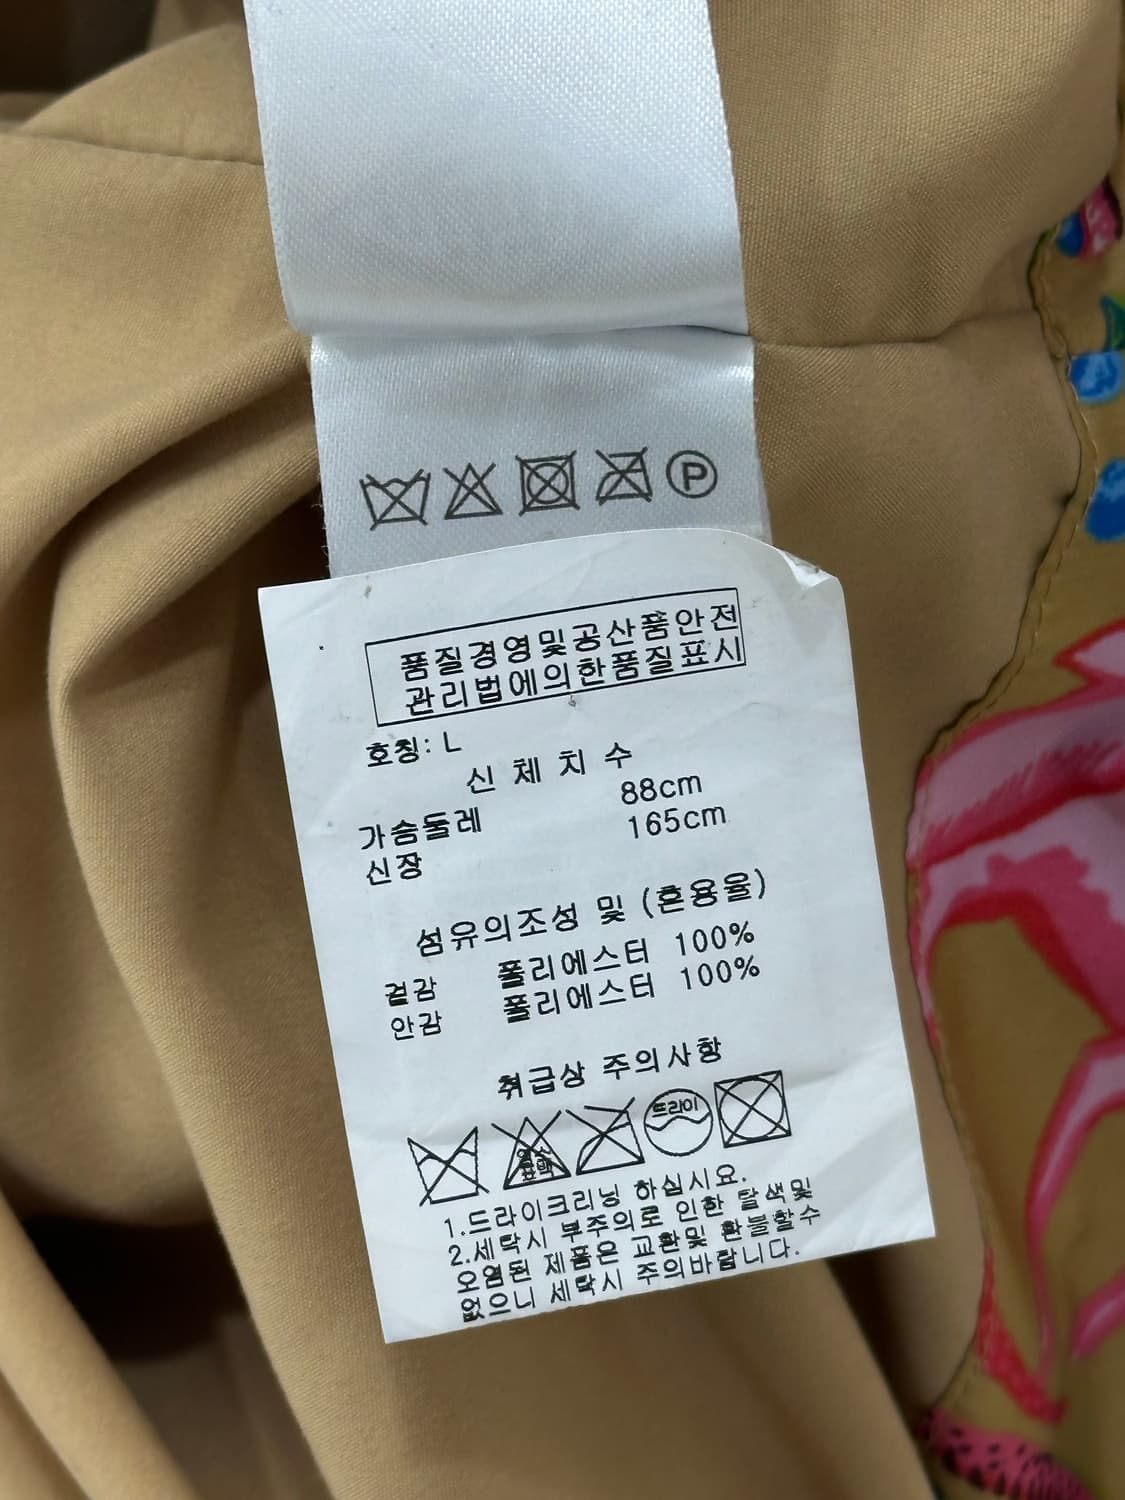 P
품질경영및공산품안전
관리법에의한품질표시
호칭: L
신 체 치 수
가슴둘레 88cm
신장 165cm
섬유의조성 및 (혼용율)
겉감 폴리에스터 100%
안감 폴리에스터 100%
취급상 주의사항
염소 드라이
표백
1.드라이크리닝 하십시요.
2.세탁시 부주의로 인한 탈색및
오염된 제품은 교환및 환불할수
없으니 세탁시 주의바랍니다.